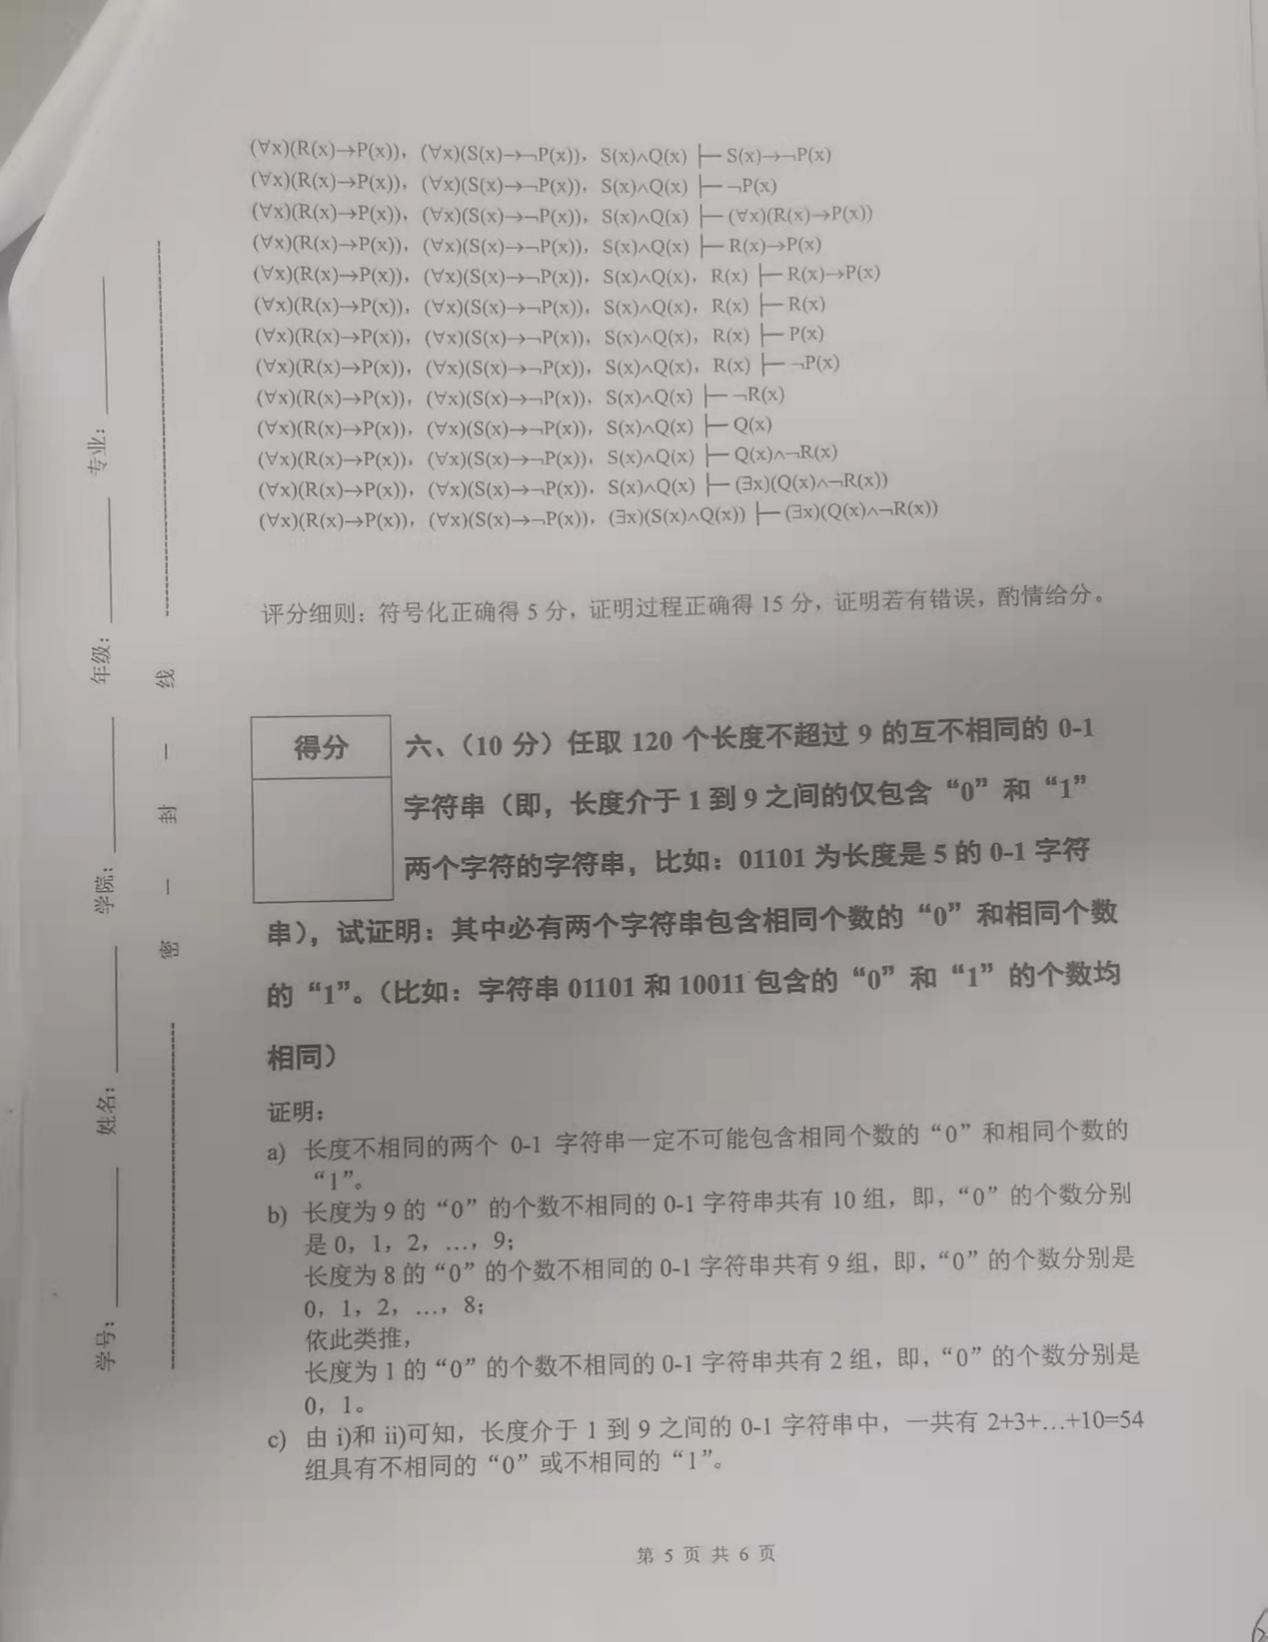 (∀x)(R(x)→P(x)), (∀x)(S(x)→¬P(x)), S(x)∧Q(x)├─ S(x)→¬P(x)
(∀x)(R(x)→P(x)), (∀x)(S(x)→¬P(x)), S(x)∧Q(x)├─ ¬P(x)
(∀x)(R(x)→P(x)), (∀x)(S(x)→¬P(x)), S(x)∧Q(x)├─ (∀x)(R(x)→P(x))
(∀x)(R(x)→P(x)), (∀x)(S(x)→¬P(x)), S(x)∧Q(x)├─ R(x)→P(x)
(∀x)(R(x)→P(x)), (∀x)(S(x)→¬P(x)), S(x)∧Q(x), R(x)├─ R(x)→P(x)
(∀x)(R(x)→P(x)), (∀x)(S(x)→¬P(x)), S(x)∧Q(x), R(x)├─ R(x)
(∀x)(R(x)→P(x)), (∀x)(S(x)→¬P(x)), S(x)∧Q(x), R(x)├─ P(x)
(∀x)(R(x)→P(x)), (∀x)(S(x)→¬P(x)), S(x)∧Q(x), R(x)├─ ¬P(x)
(∀x)(R(x)→P(x)), (∀x)(S(x)→¬P(x)), S(x)∧Q(x)├─ ¬R(x)
(∀x)(R(x)→P(x)), (∀x)(S(x)→¬P(x)), S(x)∧Q(x)├─ Q(x)
(∀x)(R(x)→P(x)), (∀x)(S(x)→¬P(x)), S(x)∧Q(x)├─ Q(x)∧¬R(x)
(∀x)(R(x)→P(x)), (∀x)(S(x)→¬P(x)), S(x)∧Q(x)├─ (∃x)(Q(x)∧¬R(x))
(∀x)(R(x)→P(x)), (∀x)(S(x)→¬P(x)), (∃x)(S(x)∧Q(x))├─ (∃x)(Q(x)∧¬R(x))
评分细则：符号化正确得 5 分，证明过程正确得 15 分，证明若有错误，酌情给分。
得分
六、（10 分）任取 120 个长度不超过 9 的互不相同的 0-1
字符串（即，长度介于 1 到 9 之间的仅包含“0”和“1”
两个字符的字符串，比如：01101 为长度是 5 的 0-1 字符
串），试证明：其中必有两个字符串包含相同个数的“0”和相同个数
的“1”。（比如：字符串 01101 和 10011 包含的“0”和“1”的个数均
相同）
证明：
a) 长度不相同的两个 0-1 字符串一定不可能包含相同个数的“0”和相同个数的
“1”。
b) 长度为 9 的“0”的个数不相同的 0-1 字符串共有 10 组，即，“0”的个数分别
是 0，1，2，…，9；
长度为 8 的“0”的个数不相同的 0-1 字符串共有 9 组，即，“0”的个数分别是
0，1，2，…，8；
依此类推，
长度为 1 的“0”的个数不相同的 0-1 字符串共有 2 组，即，“0”的个数分别是
0，1。
c) 由 i)和 ii)可知，长度介于 1 到 9 之间的 0-1 字符串中，一共有 2+3+…+10=54
组具有不相同的“0”或不相同的“1”。
第 5 页 共 6 页
学号： 姓名： 学院： 年级： 专业：
密 — 封 — 线